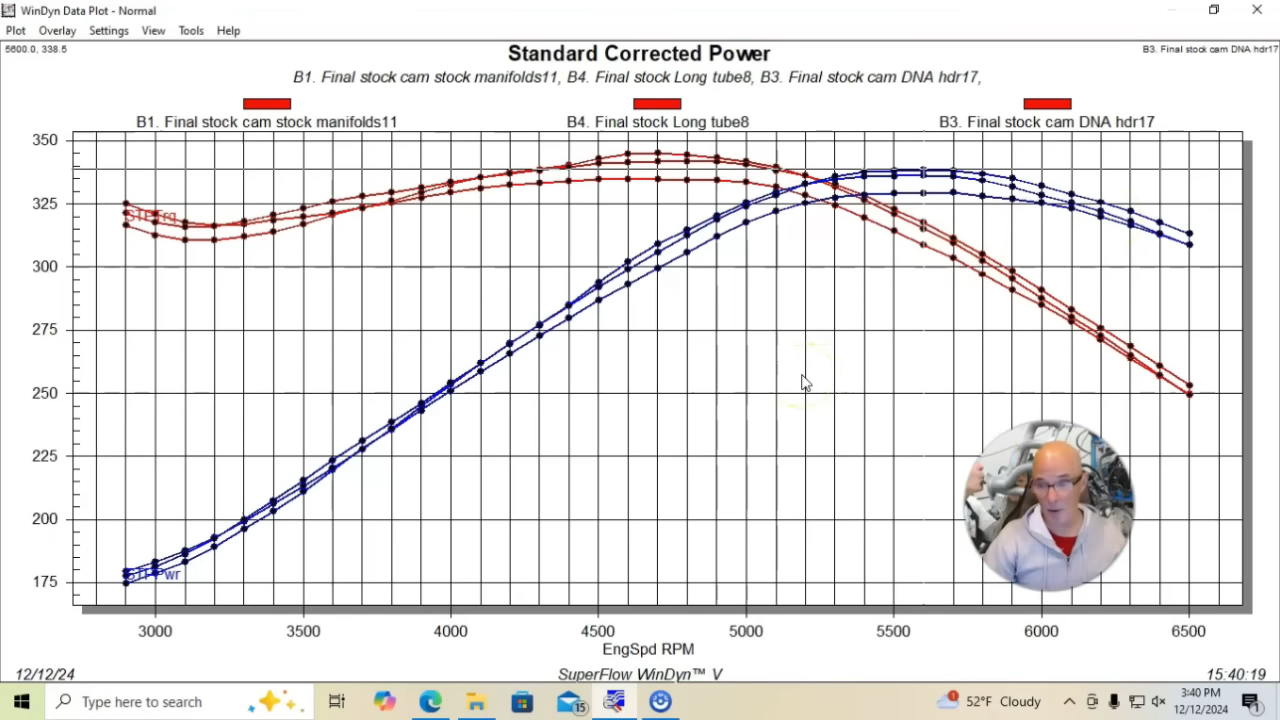 WinDyn Data Plot - Normal
Plot Overlay Settings View Tools Help
5600.0, 338.5
B3. Final stock cam DNA hdr17
Standard Corrected Power
B1. Final stock cam stock manifolds11, B4. Final stock Long tube8, B3. Final stock cam DNA hdr17,
B1. Final stock cam stock manifolds11
B4. Final stock Long tube8
B3. Final stock cam DNA hdr17
350
325
STPTrq
300
275
250
225
200
175
3000 3500 4000 4500 5000 5500 6000 6500
EngSpd RPM
12/12/24
SuperFlow WinDyn™ V
15:40:19
Type here to search
15
52°F Cloudy
3:40 PM
12/12/2024
1